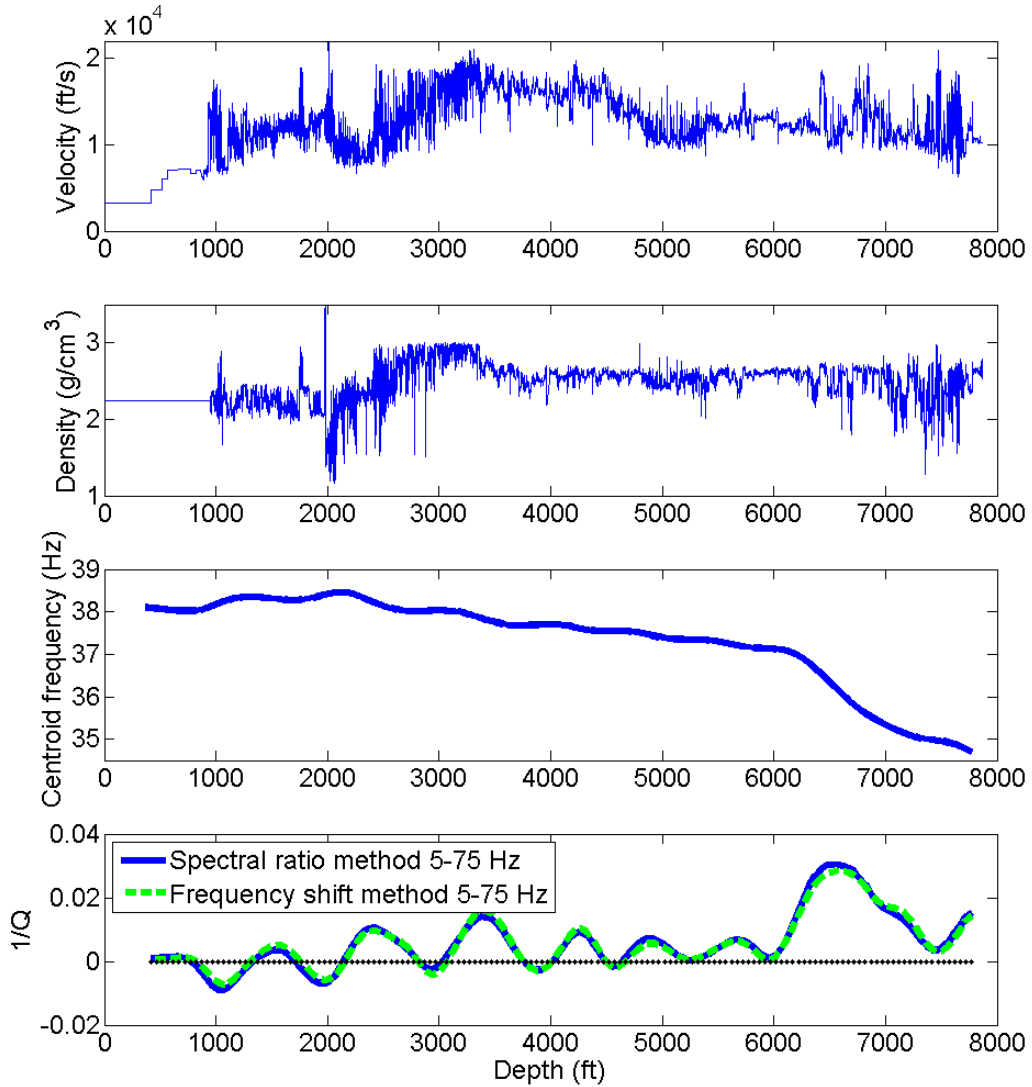 x 10^4
2
1
0
Velocity (ft/s)
0 1000 2000 3000 4000 5000 6000 7000 8000
3
2
1
Density (g/cm^3)
0 1000 2000 3000 4000 5000 6000 7000 8000
39
38
37
36
35
Centroid frequency (Hz)
0 1000 2000 3000 4000 5000 6000 7000 8000
0.04
0.02
0
-0.02
1/Q
Spectral ratio method 5-75 Hz
Frequency shift method 5-75 Hz
0 1000 2000 3000 4000 5000 6000 7000 8000
Depth (ft)